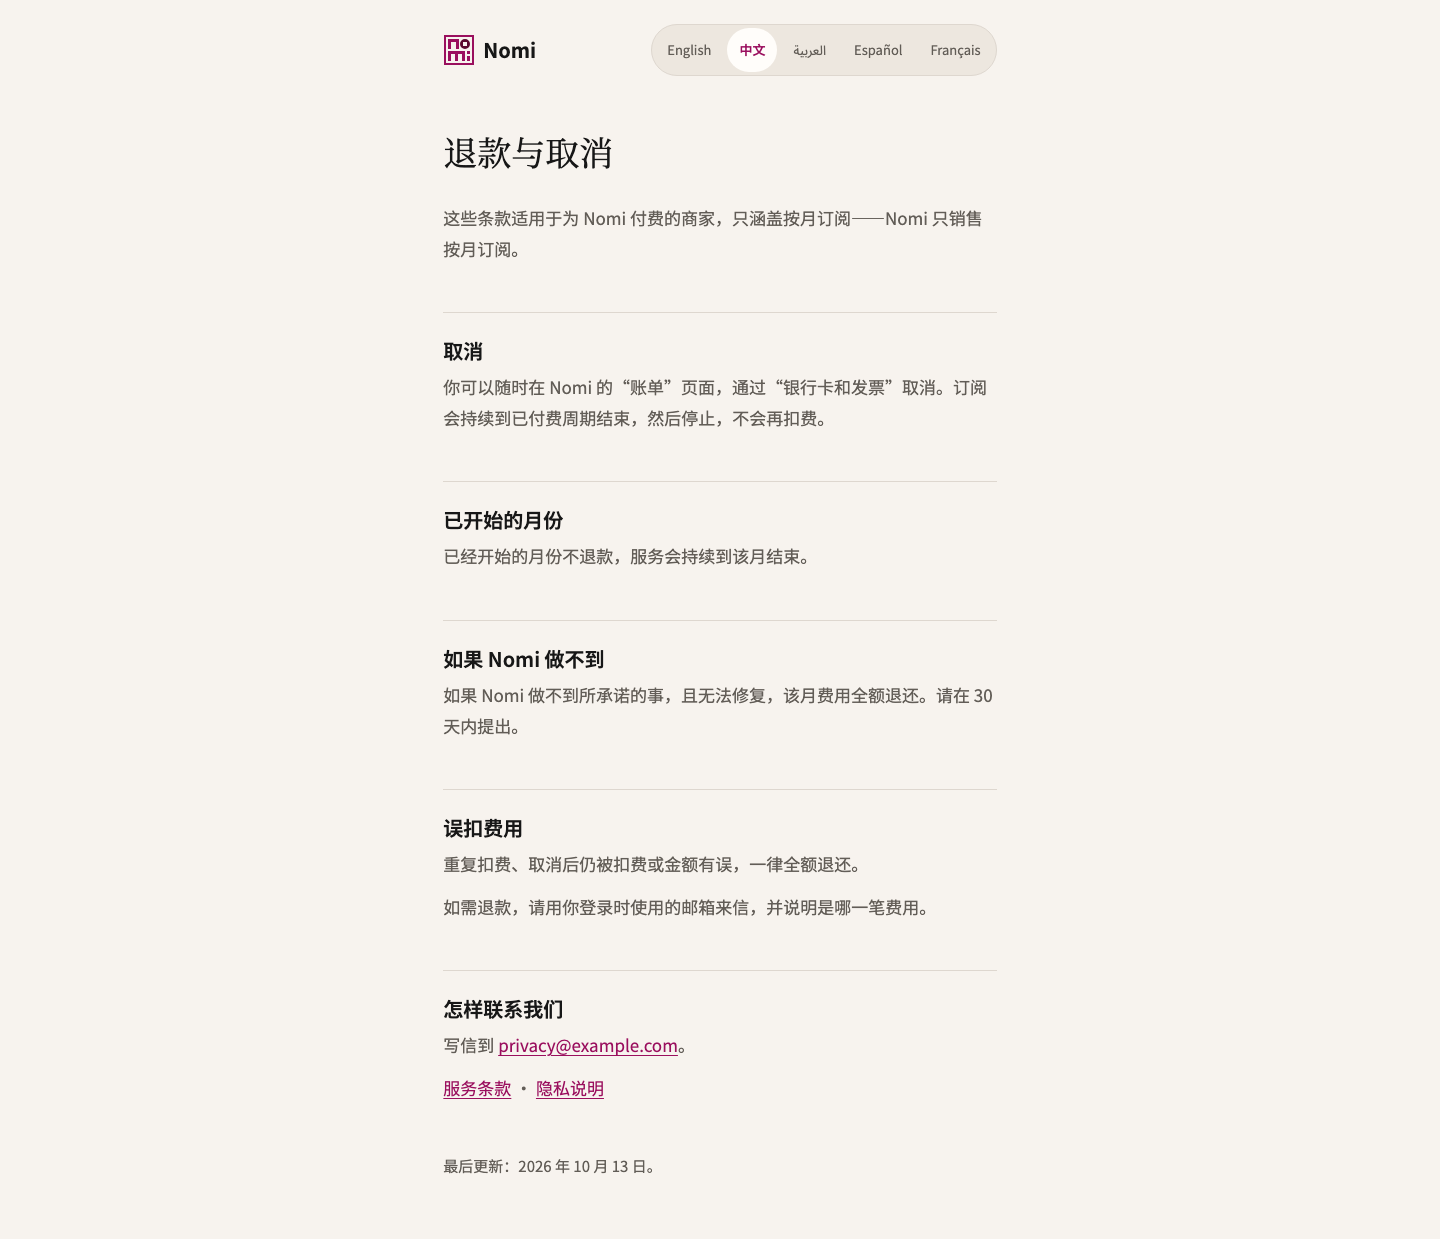 nomi Nomi
English 中文 العربية Español Français
退款与取消
这些条款适用于为 Nomi 付费的商家，只涵盖按月订阅——Nomi 只销售
按月订阅。
取消
你可以随时在 Nomi 的“账单”页面，通过“银行卡和发票”取消。订阅
会持续到已付费周期结束，然后停止，不会再扣费。
已开始的月份
已经开始的月份不退款，服务会持续到该月结束。
如果 Nomi 做不到
如果 Nomi 做不到所承诺的事，且无法修复，该月费用全额退还。请在 30
天内提出。
误扣费用
重复扣费、取消后仍被扣费或金额有误，一律全额退还。
如需退款，请用你登录时使用的邮箱来信，并说明是哪一笔费用。
怎样联系我们
写信到 privacy@example.com。
服务条款 · 隐私说明
最后更新：2026 年 10 月 13 日。